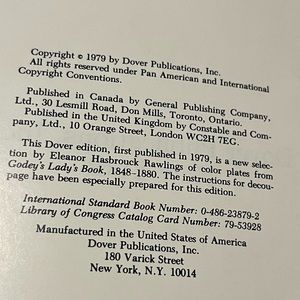 Copyright © 1979 by Dover Publications, Inc.
All rights reserved under Pan American and International
Copyright Conventions.
Published in Canada by General Publishing Company,
Ltd., 30 Lesmill Road, Don Mills, Toronto, Ontario.
Published in the United Kingdom by Constable and Com-
pany, Ltd., 10 Orange Street, London WC2H 7EG.
This Dover edition, first published in 1979, is a new selec-
tion by Eleanor Hasbrouck Rawlings of color plates from
Godey's Lady's Book, 1848-1880. The instructions for decou-
page have been especially prepared for this edition.
International Standard Book Number: 0-486-23879-2
Library of Congress Catalog Card Number: 79-53928
Manufactured in the United States of America
Dover Publications, Inc.
180 Varick Street
New York, N.Y. 10014